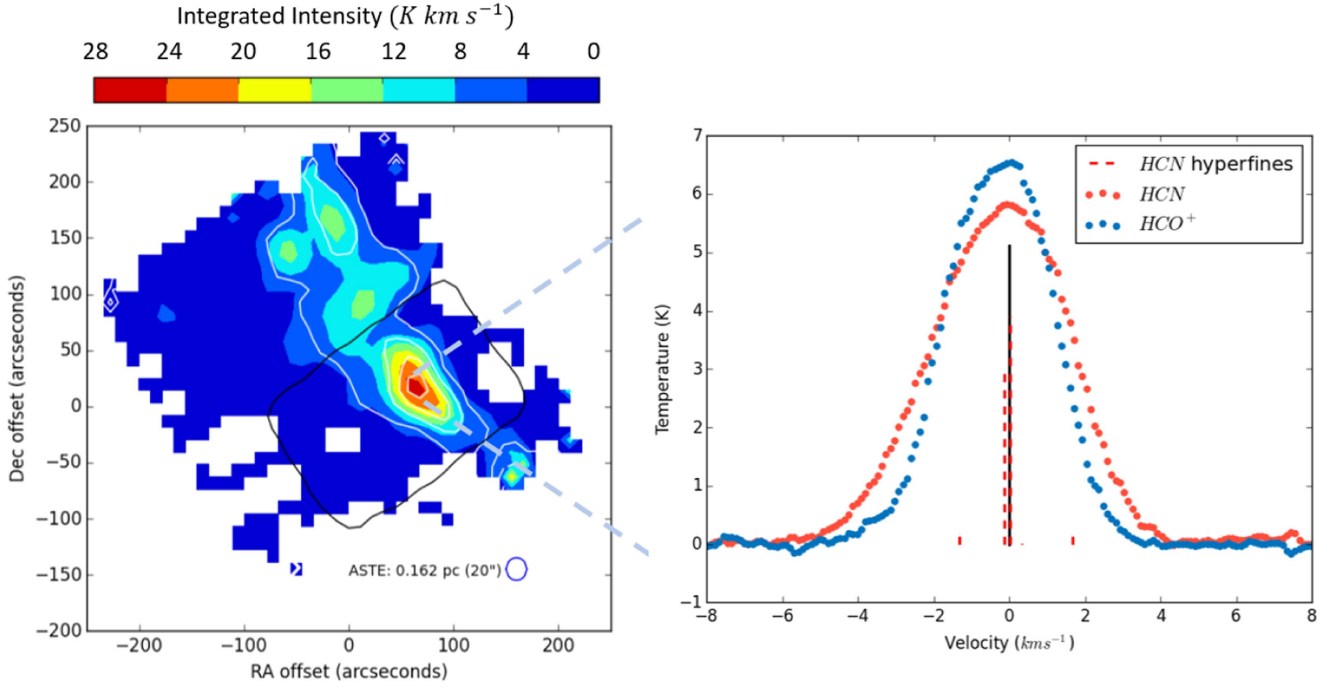 Integrated Intensity (K km s⁻¹)
28 24 20 16 12 8 4 0
250
200
150
100
50
0
−50
−100
−150
−200
Dec offset (arcseconds)
ASTE: 0.162 pc (20")
−200 −100 0 100 200
RA offset (arcseconds)
7
6
5
4
3
2
1
0
−1
Temperature (K)
HCN hyperfines
HCN
HCO⁺
−8 −6 −4 −2 0 2 4 6 8
Velocity (kms⁻¹)